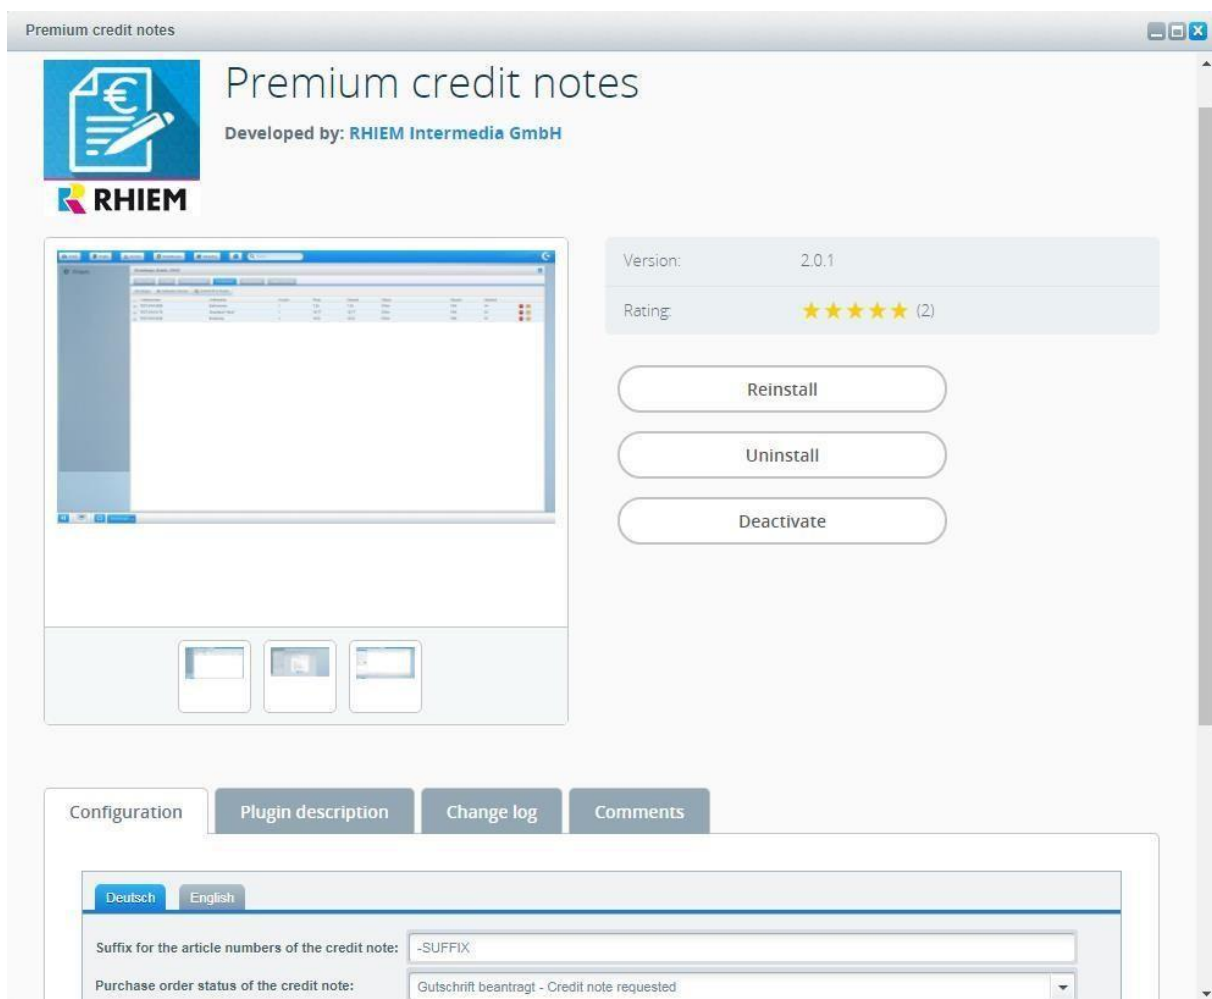 Premium credit notes
Premium credit notes
Developed by: RHIEM Intermedia GmbH
RHIEM
Version: 2.0.1
Rating: ★★★★★ (2)
Reinstall
Uninstall
Deactivate
Configuration Plugin description Change log Comments
Deutsch English
Suffix for the article numbers of the credit note: -SUFFIX
Purchase order status of the credit note: Gutschrift beantragt - Credit note requested